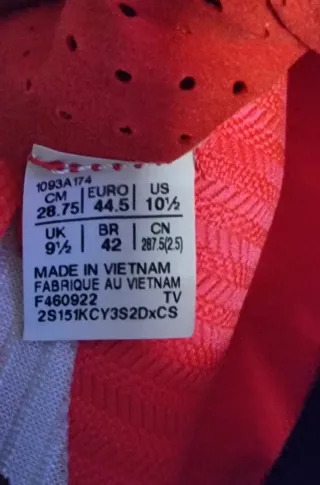 1093A174
CM EURO US
28.75 44.5 10½
UK BR CN
9½ 42 287.5(2.5)
MADE IN VIETNAM
FABRIQUE AU VIETNAM
F460922 TV
2S151KCY3S2DxCS